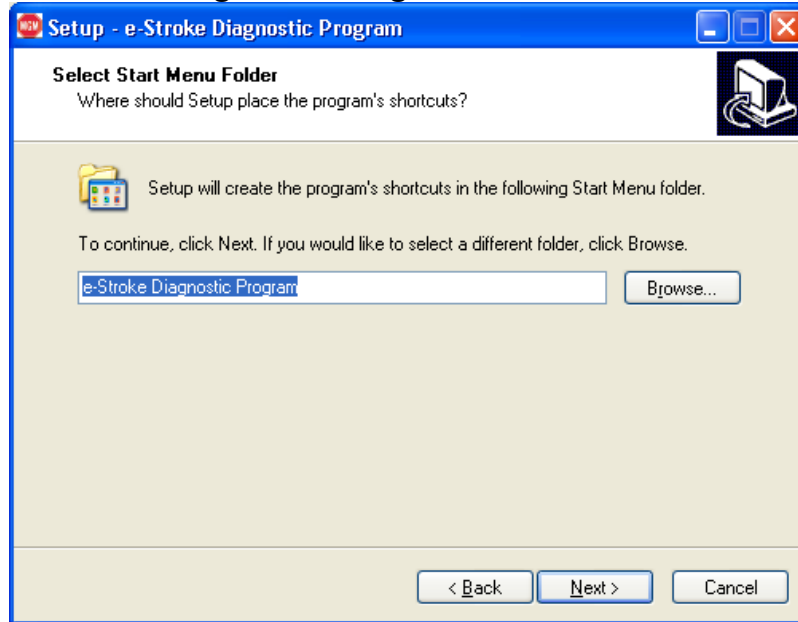 MGM Setup - e-Stroke Diagnostic Program
Select Start Menu Folder
Where should Setup place the program's shortcuts?
Setup will create the program's shortcuts in the following Start Menu folder.
To continue, click Next. If you would like to select a different folder, click Browse.
e-Stroke Diagnostic Program Browse...
< Back Next > Cancel